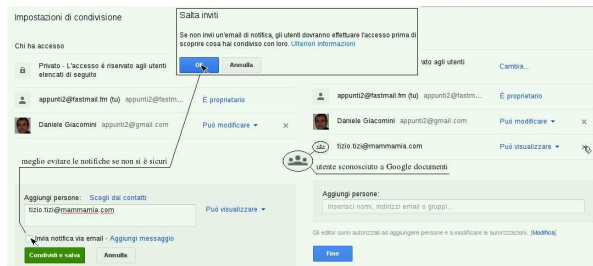 Impostazioni di condivisione
Chi ha accesso
Privato - L'accesso è riservato agli utenti
elencati di seguito
appunti2@fastmail.fm (tu) appunti2@fastm...
È proprietario
Daniele Giacomini appunti2@gmail.com
Può modificare
meglio evitare le notifiche se non si è sicuri
Aggiungi persone: Scegli dai contatti
tizio.tizi@mammamia.com
Può visualizzare
Invia notifica via email - Aggiungi messaggio
Condividi e salva
Annulla
Salta inviti
Se non invii un'email di notifica, gli utenti dovranno effettuare l'accesso prima di
scoprire cosa hai condiviso con loro. Ulteriori informazioni
OK
Annulla
vato agli utenti
Cambia...
appunti2@fastmail.fm (tu) appunti2@fastm...
È proprietario
Daniele Giacomini appunti2@gmail.com
Può modificare
tizio.tizi@mammamia.com
Può visualizzare
utente sconosciuto a Google documenti
Aggiungi persone:
Inserisci nomi, indirizzi email o gruppi...
Gli editor sono autorizzati ad aggiungere persone e a modificare le autorizzazioni. [Modifica]
Fine